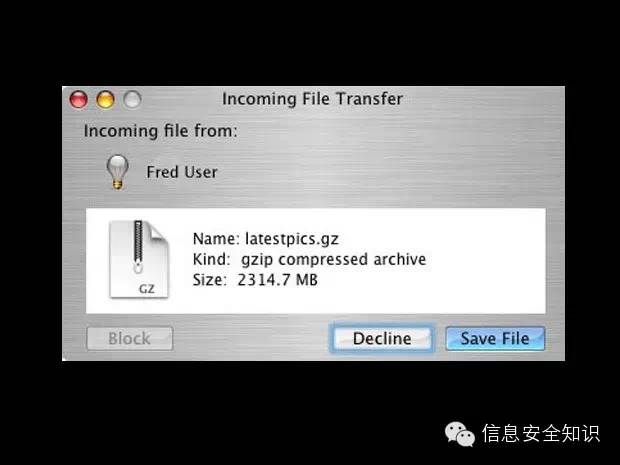 Incoming File Transfer
Incoming file from:
Fred User
Name: latestpics.gz
Kind: gzip compressed archive
Size: 2314.7 MB
GZ
Block
Decline
Save File
信息安全知识